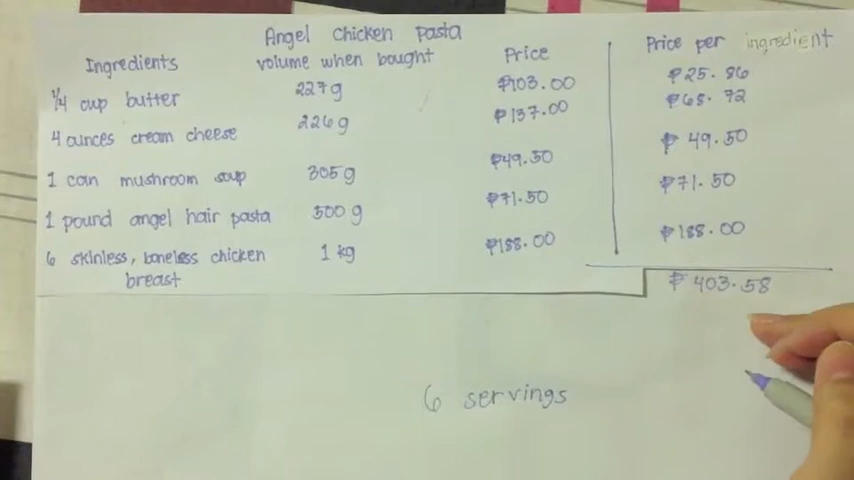 Angel Chicken Pasta
Ingredients volume when bought Price Price per ingredient
1/4 cup butter 227g ₱103.00 ₱25.86
4 ounces cream cheese 226g ₱137.00 ₱68.72
1 can mushroom soup 305g ₱49.50 ₱49.50
1 pound angel hair pasta 500g ₱71.50 ₱71.50
6 skinless, boneless chicken 1 kg ₱188.00 ₱188.00
breast
₱403.58
6 servings